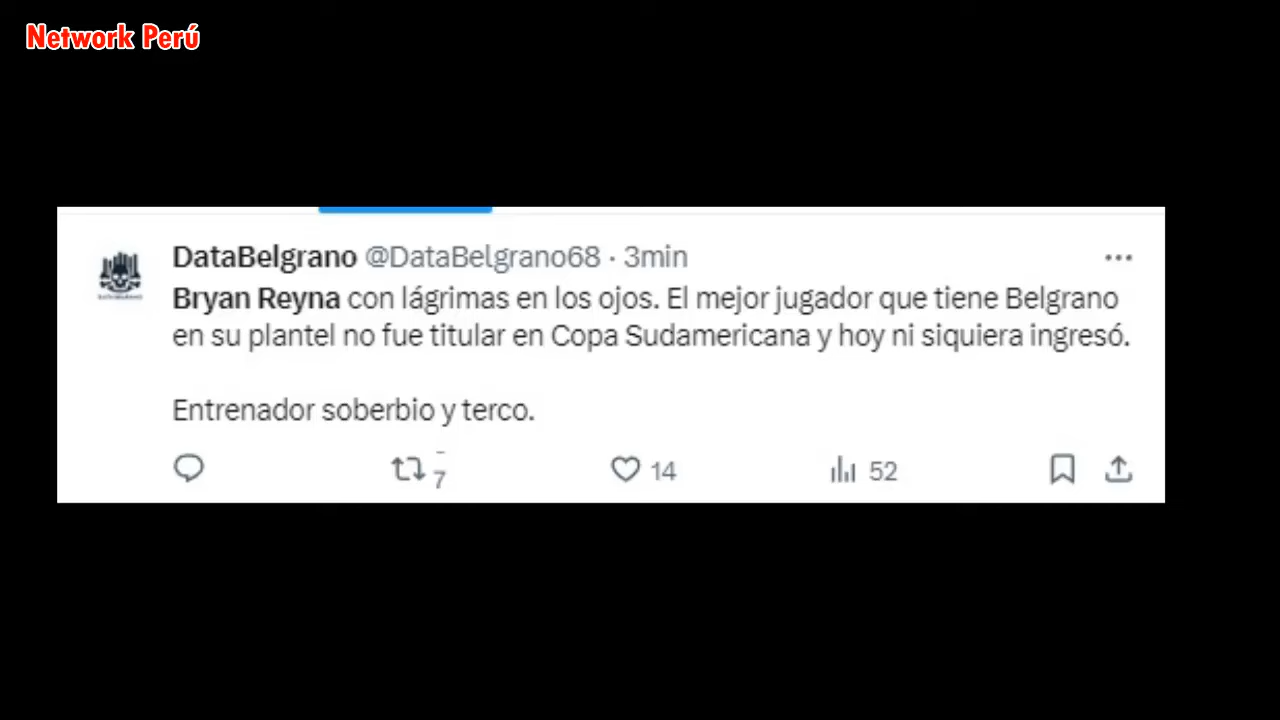 Network Perú
DataBelgrano @DataBelgrano68 · 3min
Bryan Reyna con lágrimas en los ojos. El mejor jugador que tiene Belgrano
en su plantel no fue titular en Copa Sudamericana y hoy ni siquiera ingresó.
Entrenador soberbio y terco.
7 14 52